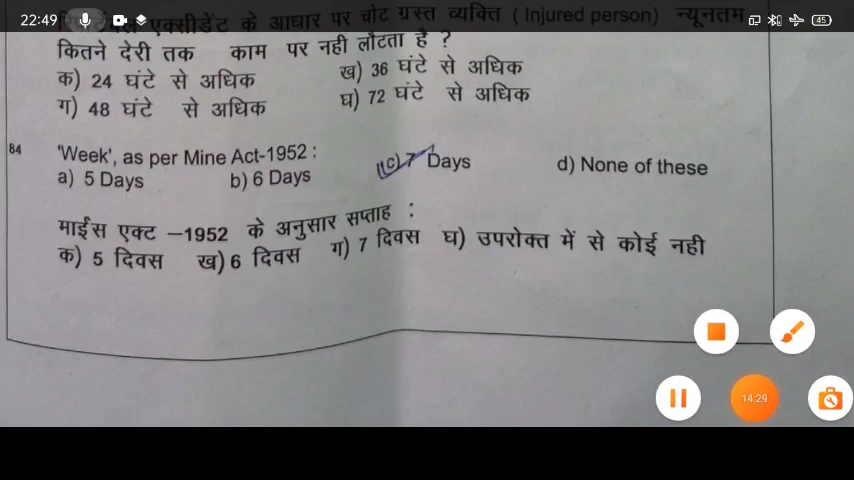 22:49
45
एक्सीडेंट के आधार पर चोट ग्रस्त व्यक्ति ( Injured person) न्यूनतम
कितने देरी तक काम पर नही लौटता है ?
क) 24 घंटे से अधिक ख) 36 घंटे से अधिक
ग) 48 घंटे से अधिक घ) 72 घंटे से अधिक
84 'Week', as per Mine Act-1952 :
a) 5 Days b) 6 Days (c) 7 Days d) None of these
माईंस एक्ट –1952 के अनुसार सप्ताह :
क) 5 दिवस ख) 6 दिवस ग) 7 दिवस घ) उपरोक्त में से कोई नही
14:29